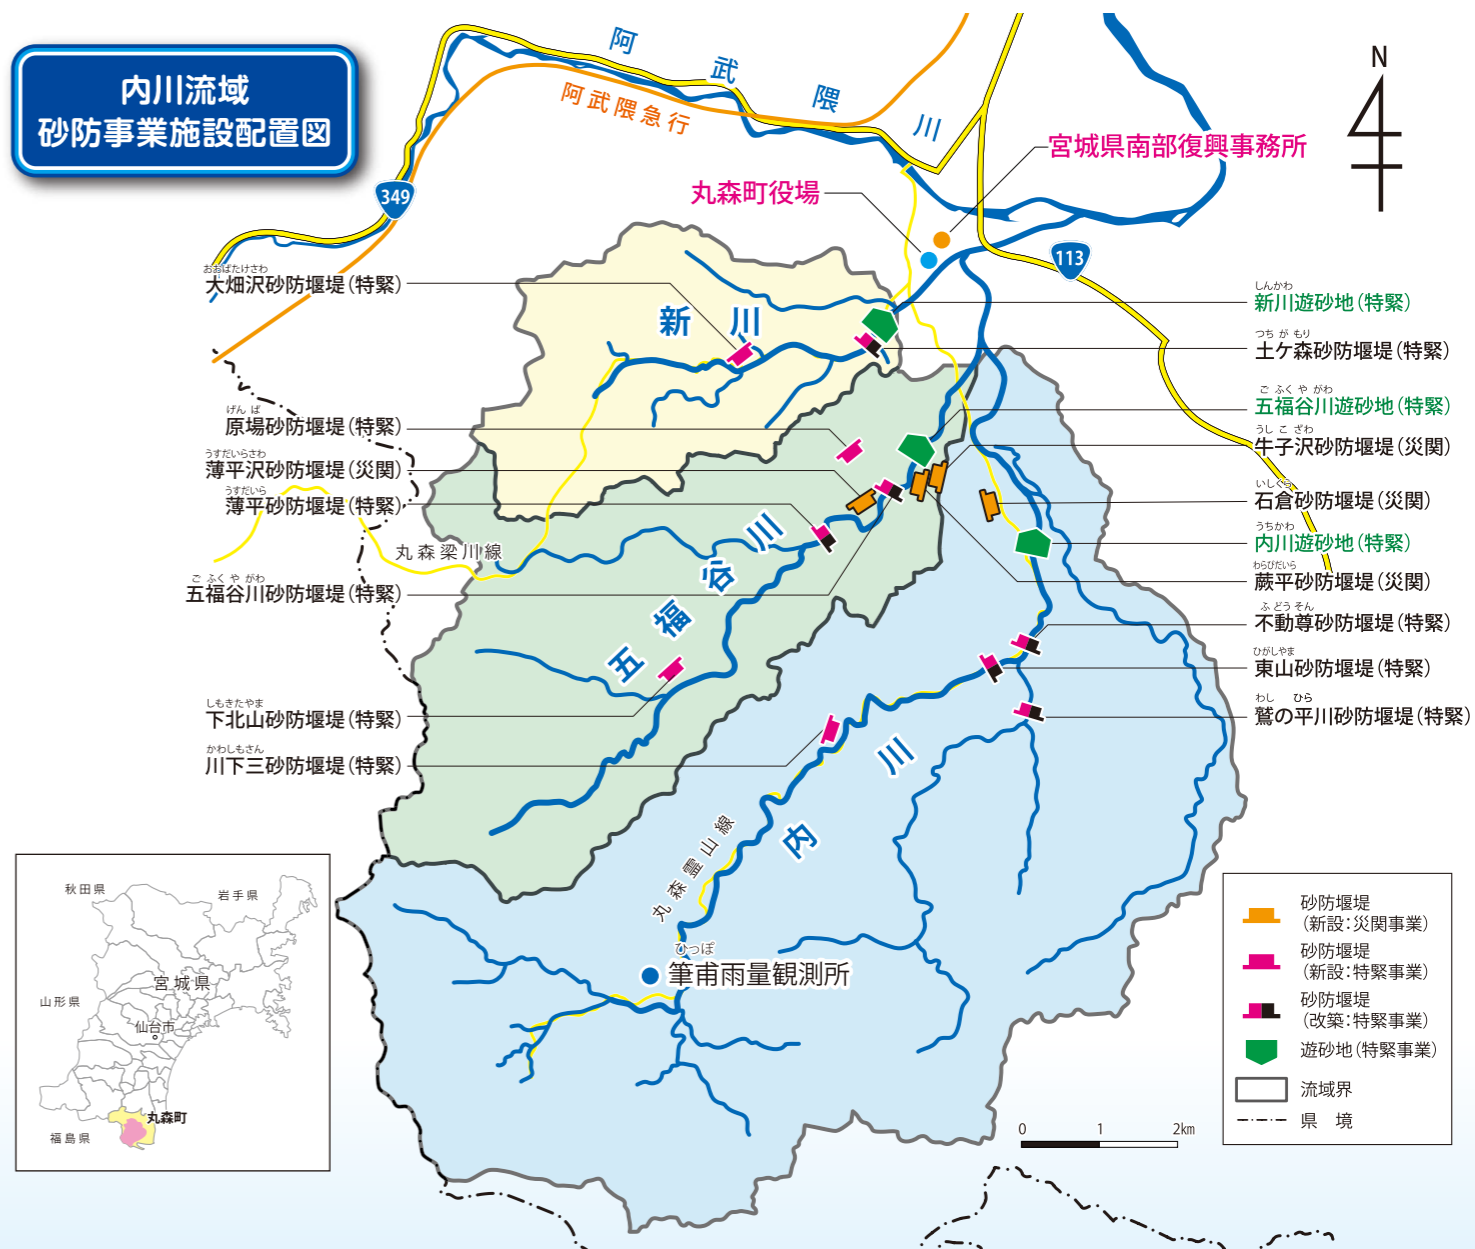 内川流域
砂防事業施設配置図
阿武隈川
阿武隈急行
349
113
N
宮城県南部復興事務所
丸森町役場
おおばたけさわ
大畑沢砂防堰堤（特緊）
げんば
原場砂防堰堤（特緊）
うすだいらさわ
薄平沢砂防堰堤（災関）
うすだいら
薄平砂防堰堤（特緊）
丸森梁川線
ごふくやがわ
五福谷川砂防堰堤（特緊）
しもきたやま
下北山砂防堰堤（特緊）
かわしもさん
川下三砂防堰堤（特緊）
新川
五福谷川
内川
しんかわ
新川遊砂地（特緊）
つちがもり
土ケ森砂防堰堤（特緊）
ごふくやがわ
五福谷川遊砂地（特緊）
うしこざわ
牛子沢砂防堰堤（災関）
いしくら
石倉砂防堰堤（災関）
うちかわ
内川遊砂地（特緊）
わらびだいら
蕨平砂防堰堤（災関）
ふどうそん
不動尊砂防堰堤（特緊）
ひがしやま
東山砂防堰堤（特緊）
わし ひら
鷲の平川砂防堰堤（特緊）
丸森霊山線
ひっぽ
筆甫雨量観測所
秋田県
岩手県
山形県
宮城県
仙台市
丸森町
福島県
砂防堰堤
（新設：災関事業）
砂防堰堤
（新設：特緊事業）
砂防堰堤
（改築：特緊事業）
遊砂地（特緊事業）
流域界
県 境
0 1 2km